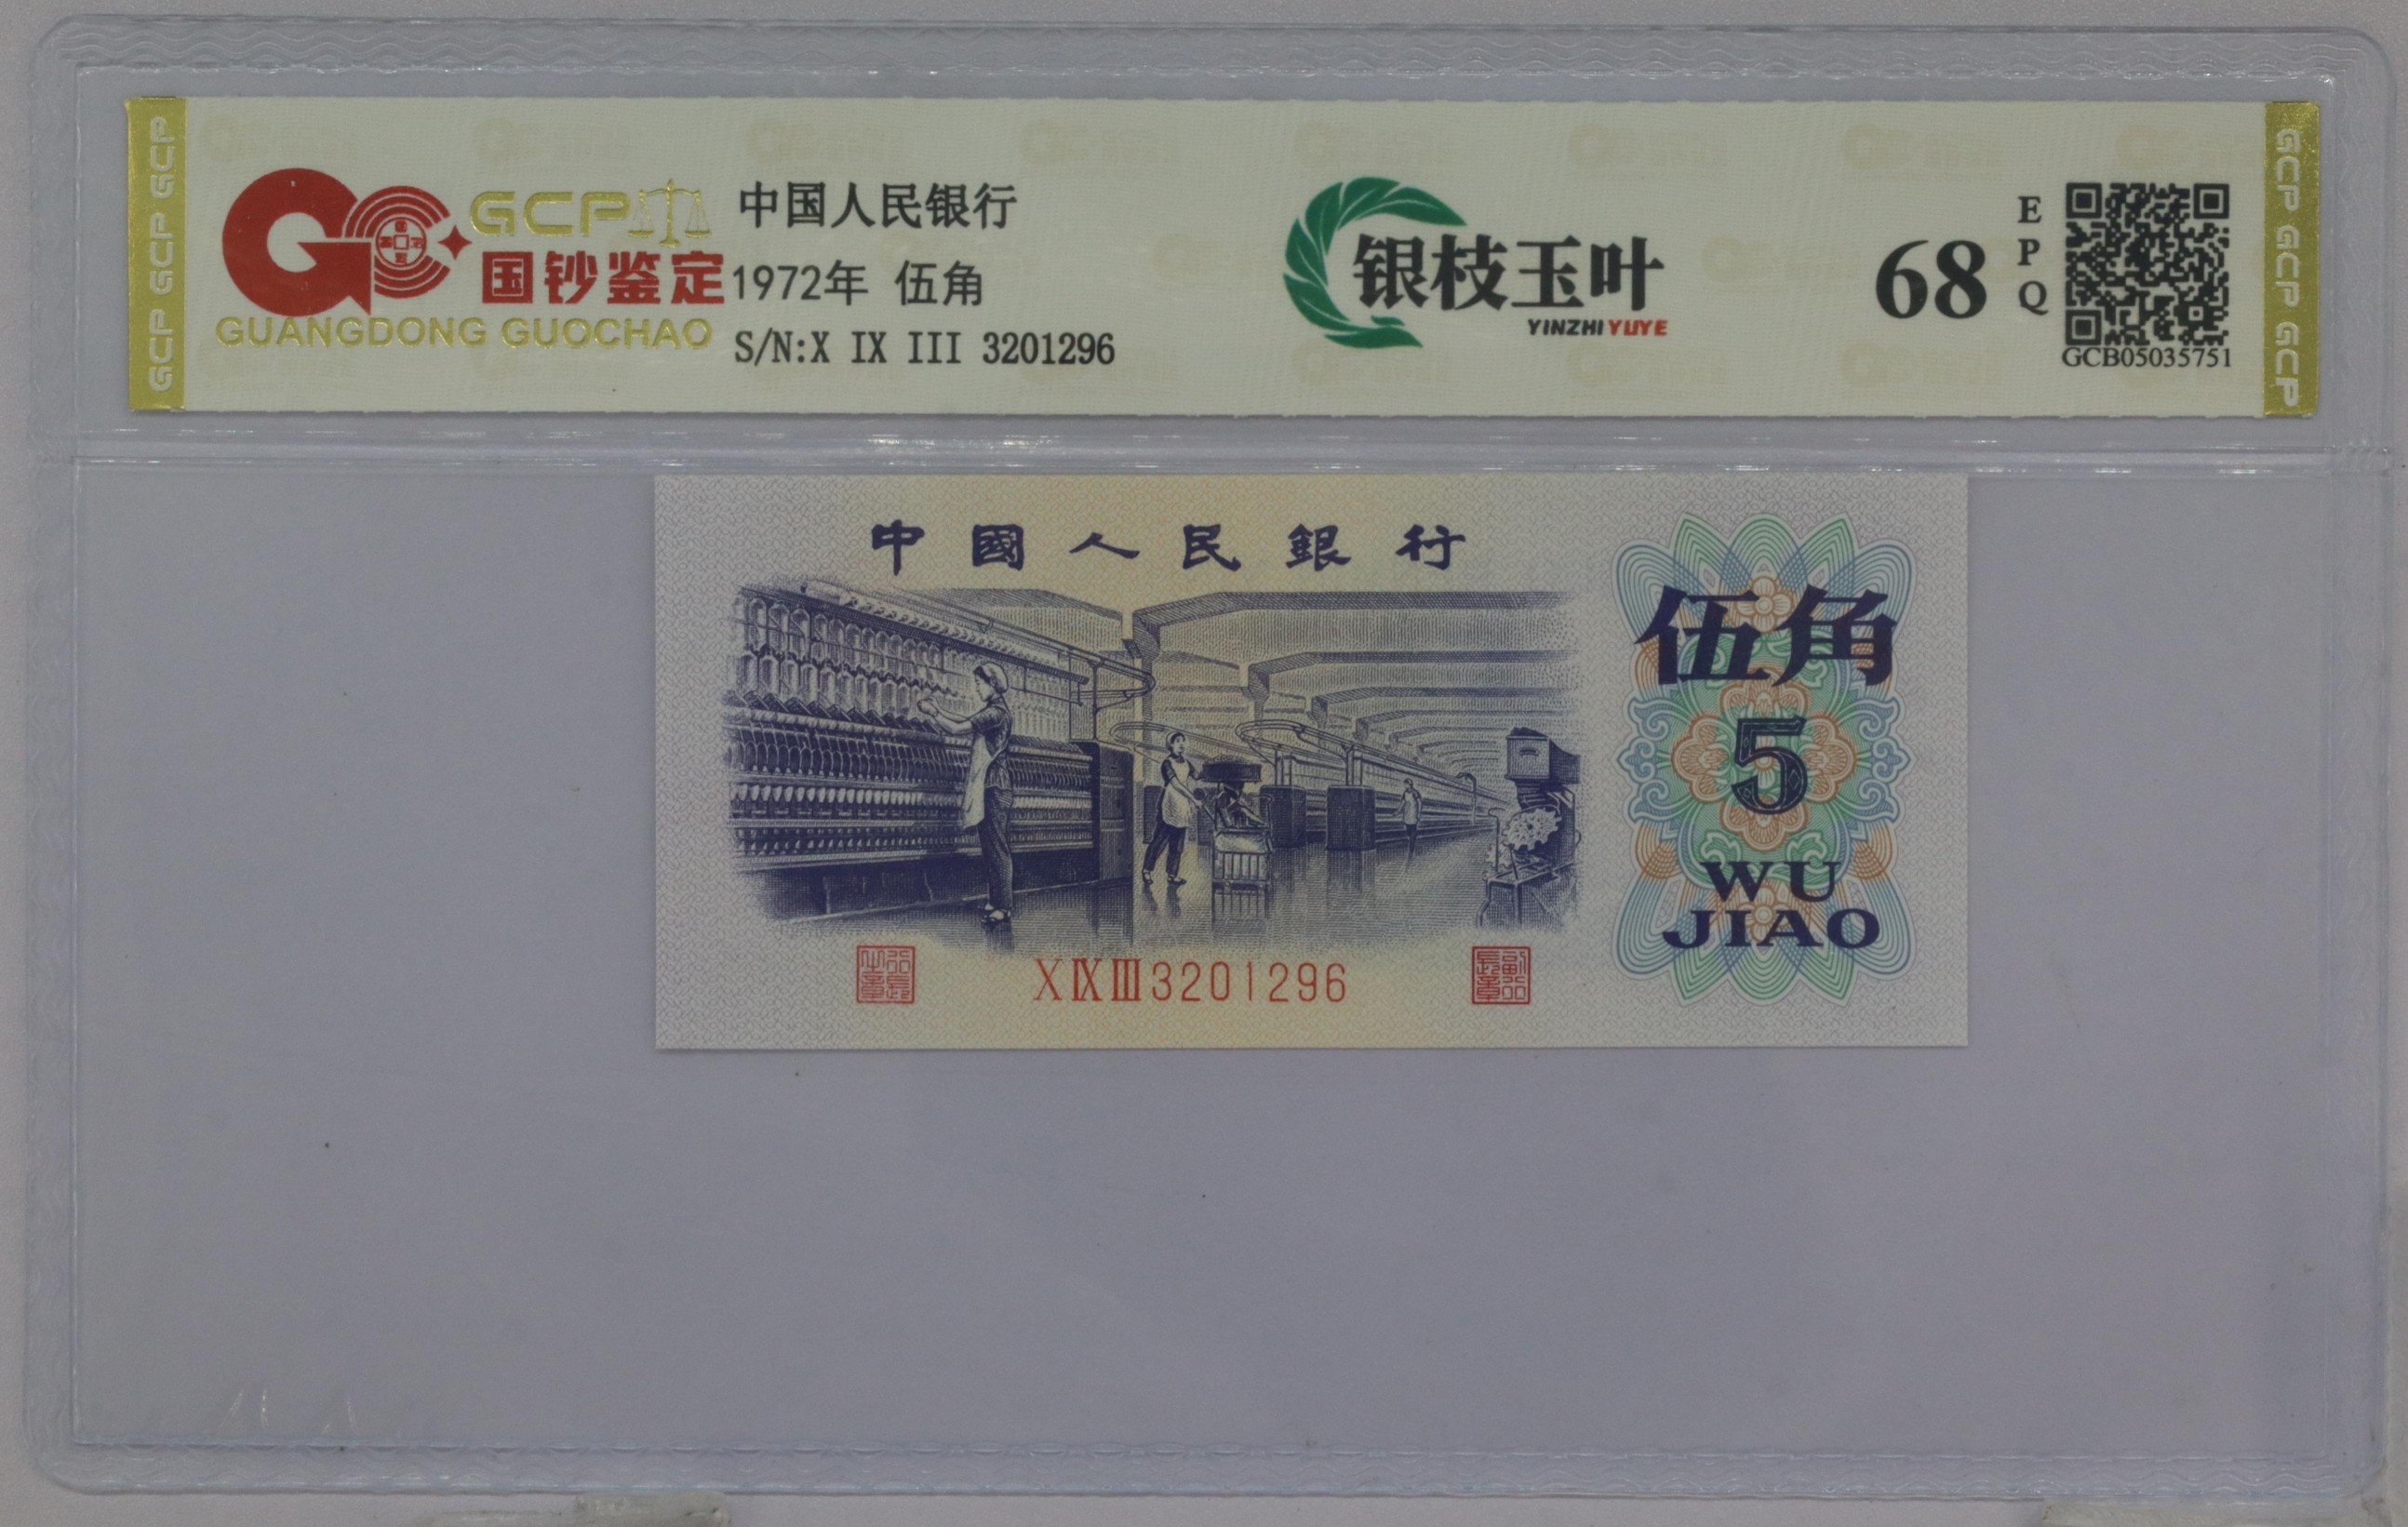 GCP GCP GCP
GCP
国钞鉴定
GUANGDONG GUOCHAO
中国人民银行
1972年 伍角
S/N:X IX III 3201296
银枝玉叶
YINZHI YUYE
68
E
P
Q
GCB05035751
GCP GCP GCP
中國人民銀行
伍角
5
WU
JIAO
X IX III 3201296